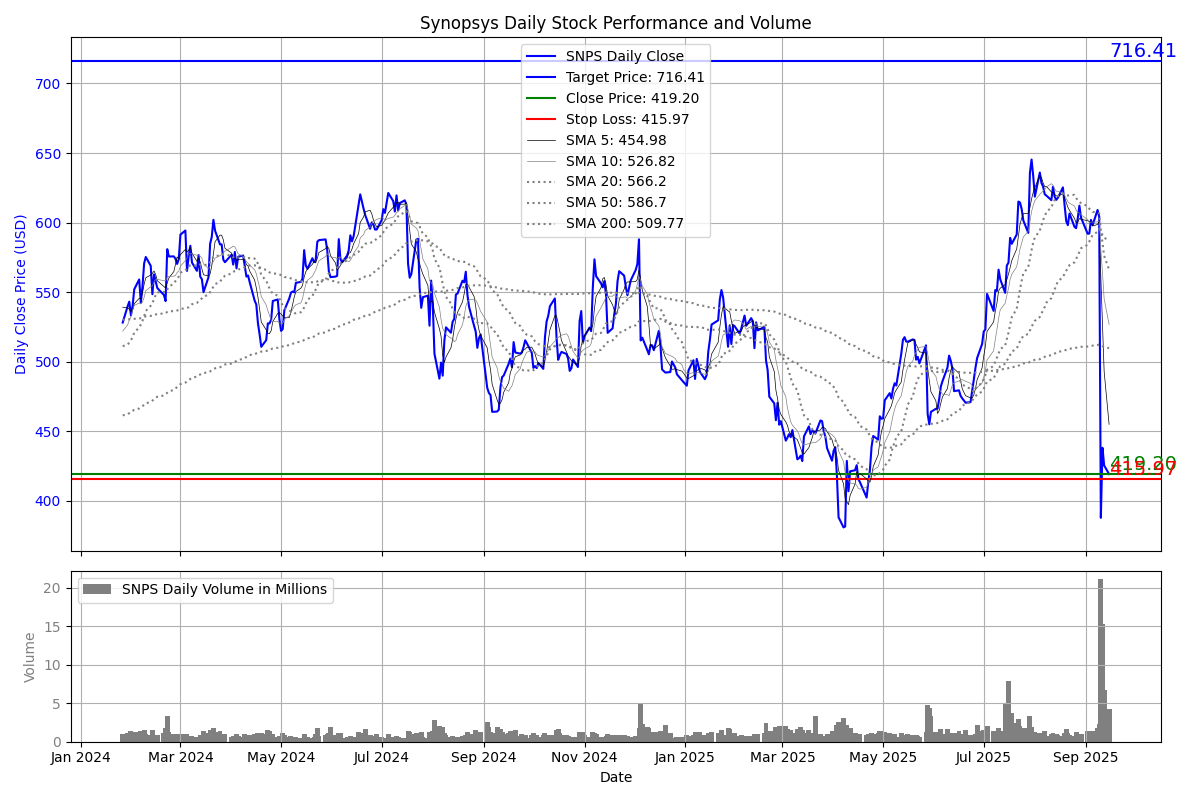 Synopsys Daily Stock Performance and Volume
716.41
SNPS Daily Close
Target Price: 716.41
Close Price: 419.20
Stop Loss: 415.97
SMA 5: 454.98
SMA 10: 526.82
SMA 20: 566.2
SMA 50: 586.7
SMA 200: 509.77
Daily Close Price (USD)
700
650
600
550
500
450
400
419.20
415.97
SNPS Daily Volume in Millions
Volume
20
15
10
5
0
Jan 2024 Mar 2024 May 2024 Jul 2024 Sep 2024 Nov 2024 Jan 2025 Mar 2025 May 2025 Jul 2025 Sep 2025
Date